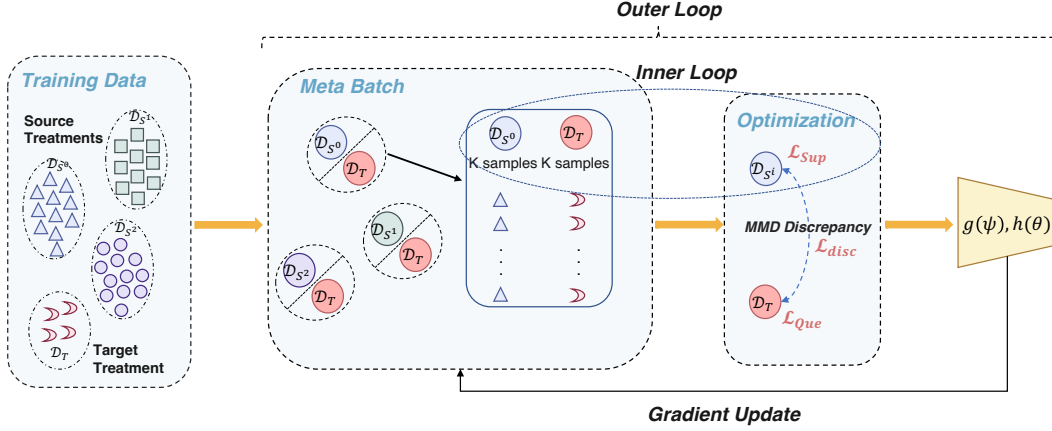 Outer Loop
Training Data
Source
Treatments
𝒟_{S^1}
𝒟_{S^0}
𝒟_{S^2}
𝒟_T
Target
Treatment
Meta Batch
𝒟_{S^0}
𝒟_T
𝒟_{S^1}
𝒟_T
𝒟_{S^2}
𝒟_T
Inner Loop
𝒟_{S^0} 𝒟_T
K samples K samples
Optimization
𝒟_{S^i}
ℒ_{Sup}
MMD Discrepancy
ℒ_{disc}
𝒟_T
ℒ_{Que}
g(ψ), h(θ)
Gradient Update